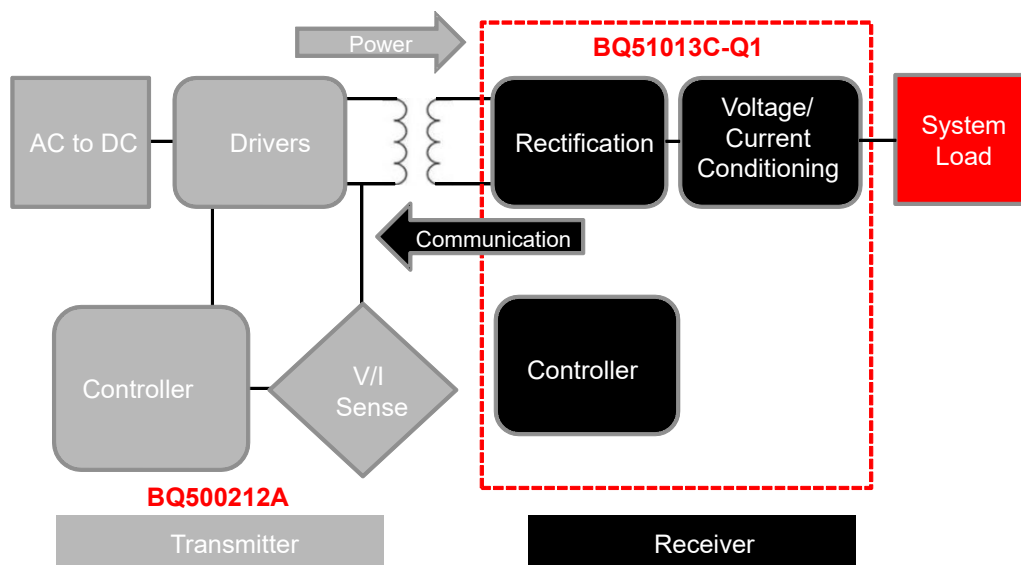 Power
BQ51013C-Q1
AC to DC
Drivers
Rectification
Voltage/
Current
Conditioning
System
Load
Communication
Controller
V/I
Sense
Controller
BQ500212A
Transmitter
Receiver